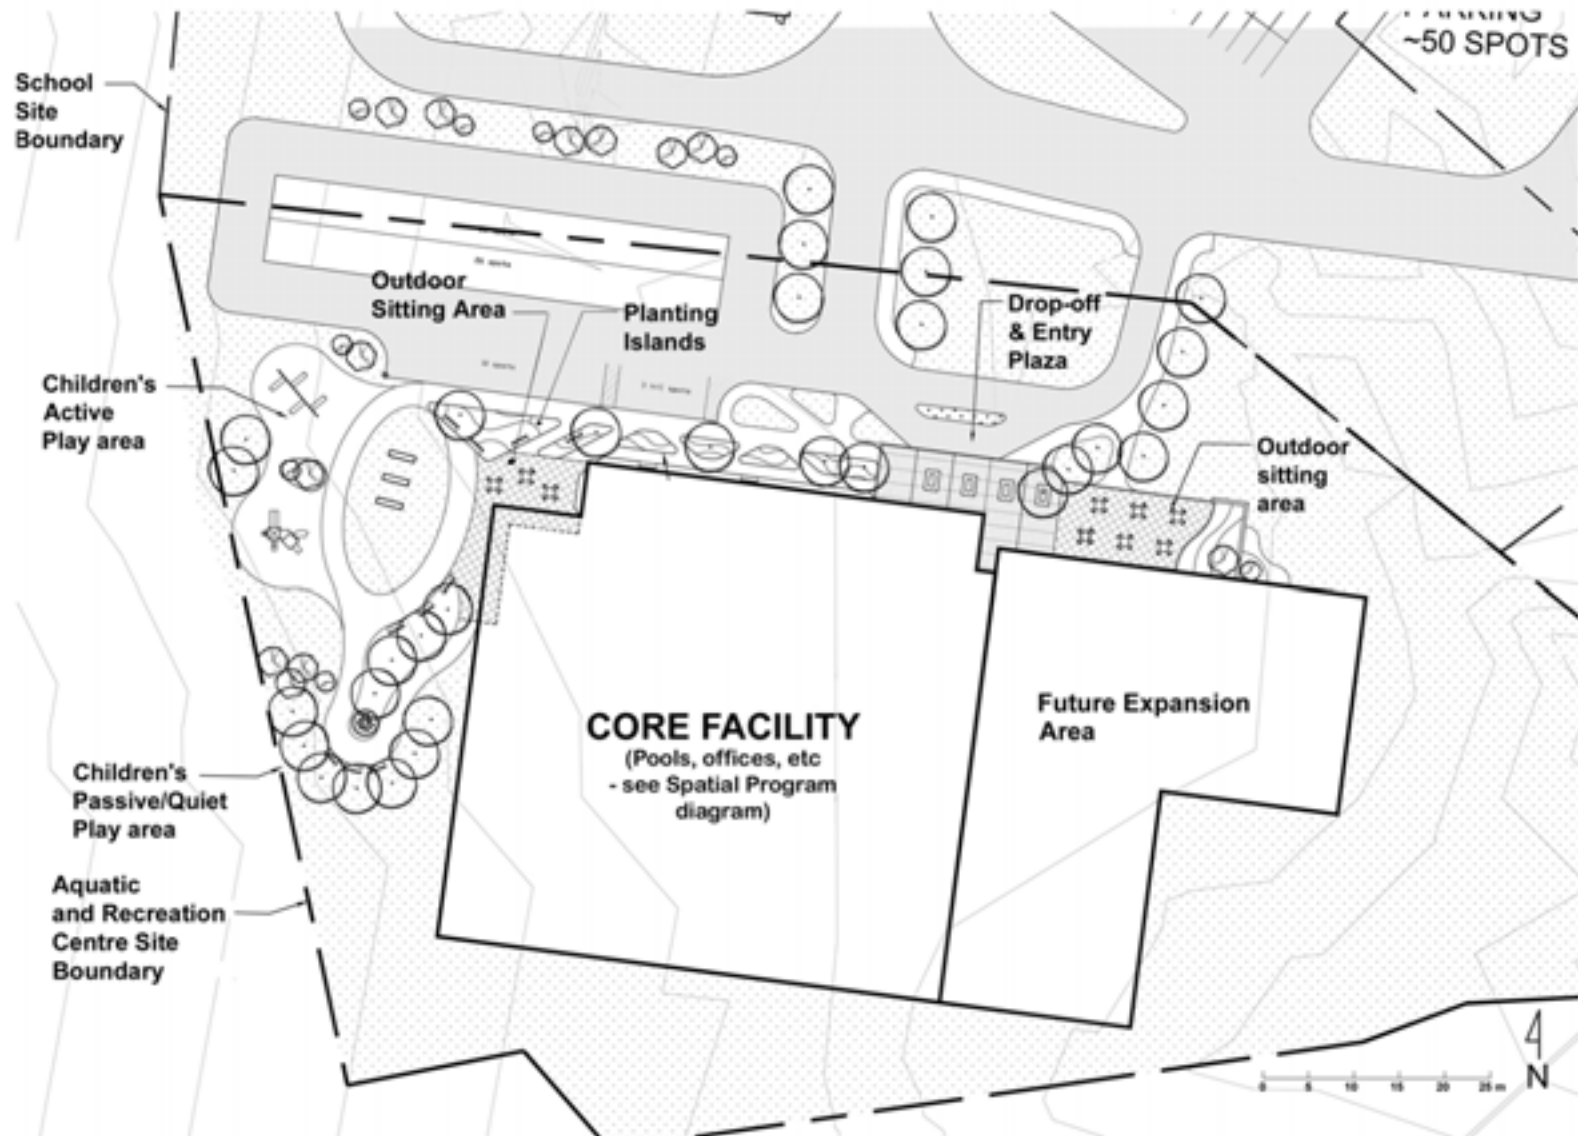 ~50 SPOTS
School
Site
Boundary
Outdoor
Sitting Area
Planting
Islands
Drop-off
& Entry
Plaza
Children's
Active
Play area
Outdoor
sitting
area
CORE FACILITY
(Pools, offices, etc
- see Spatial Program
diagram)
Future Expansion
Area
Children's
Passive/Quiet
Play area
Aquatic
and Recreation
Centre Site
Boundary
0 5 10 15 20 25 m
N